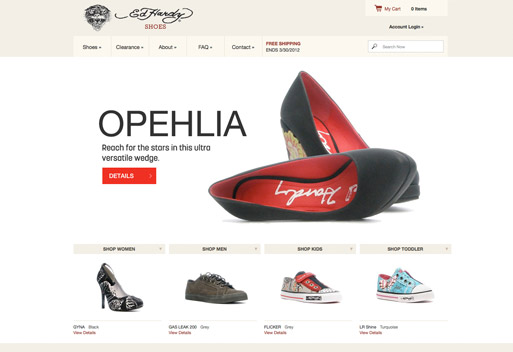 Ed Hardy
SHOES
My Cart 0 Items
Account Login »
Shoes » Clearance » About » FAQ » Contact »
FREE SHIPPING
ENDS 3/30/2012
Search Now
OPEHLIA
Reach for the stars in this ultra
versatile wedge.
DETAILS ›
Ed Hardy
SHOP WOMEN
SHOP MEN
SHOP KIDS
SHOP TODDLER
GYNA Black
View Details
GAS LEAK 200 Grey
View Details
FLICKER Grey
View Details
LR Shine Turquoise
View Details